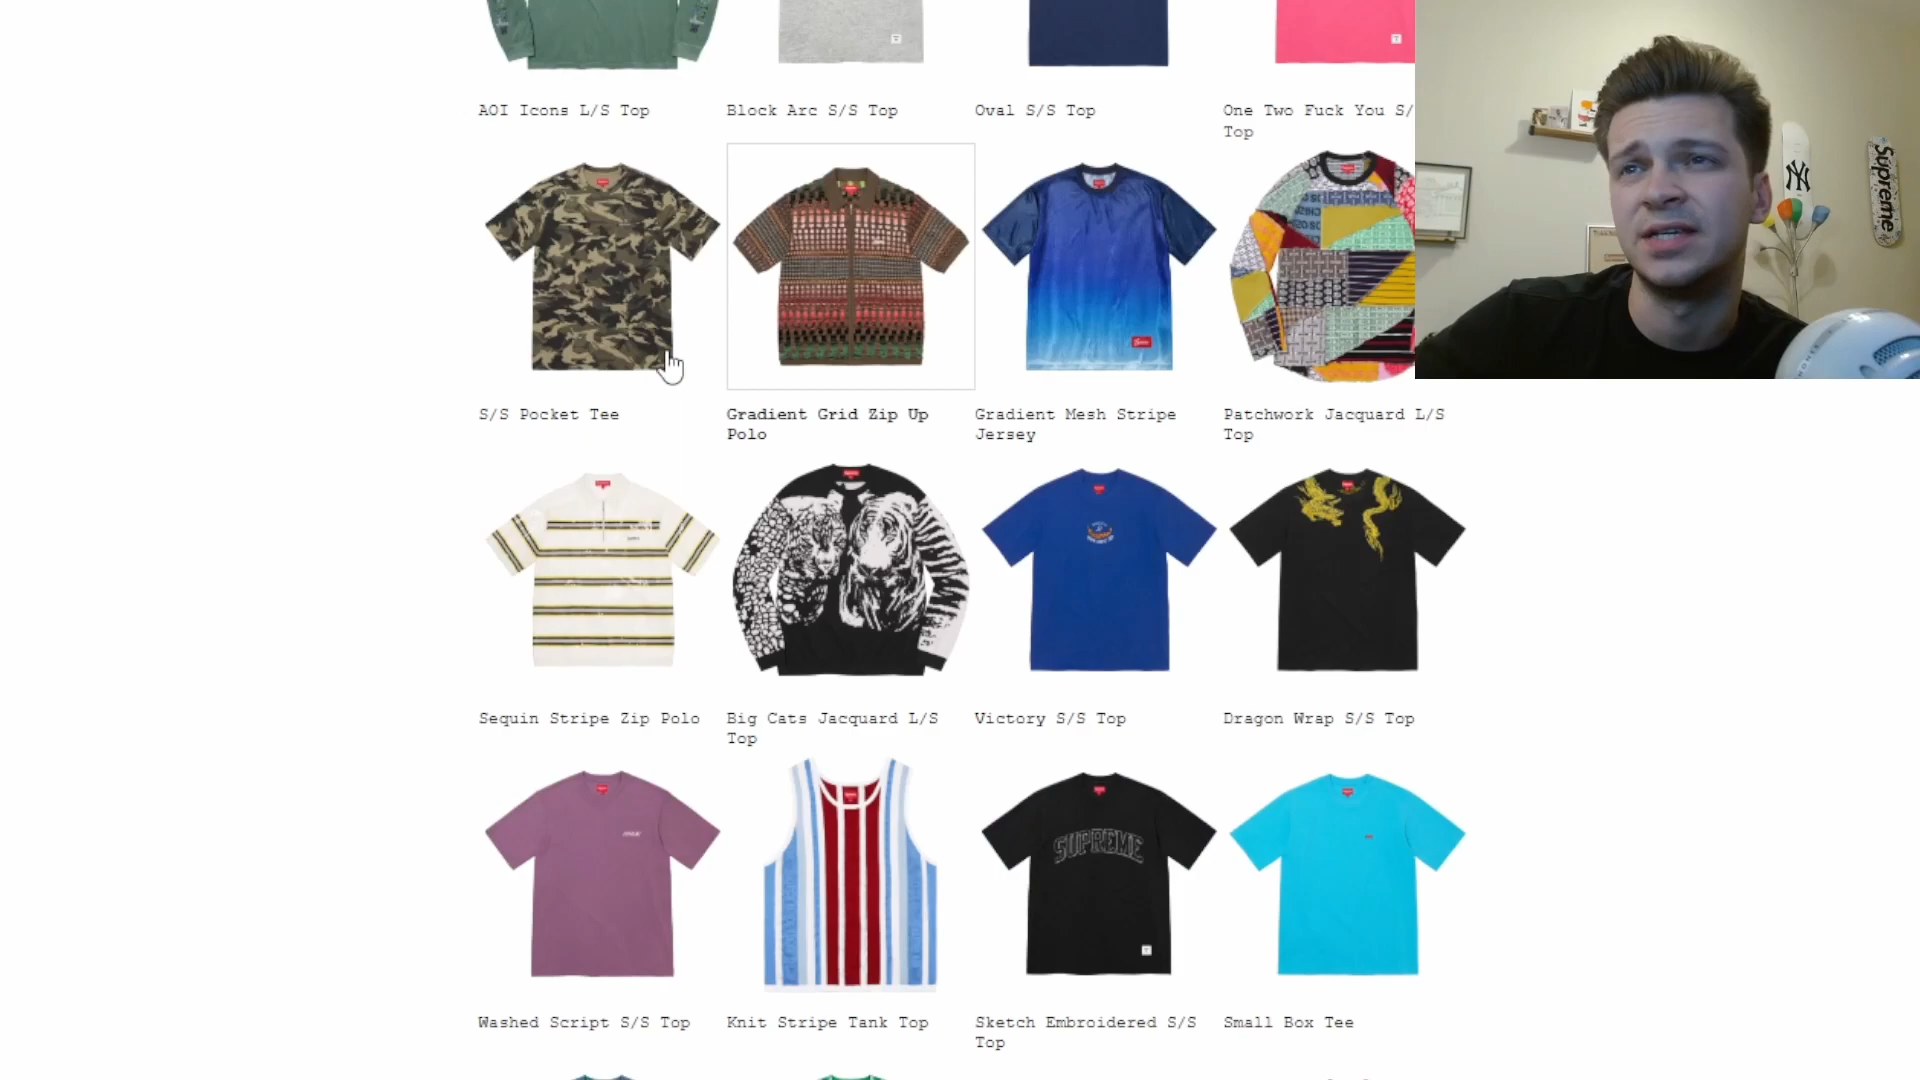 AOI Icons L/S Top
Block Arc S/S Top
Oval S/S Top
One Two Fuck You S/
Top
S/S Pocket Tee
Gradient Grid Zip Up
Polo
Gradient Mesh Stripe
Jersey
Patchwork Jacquard L/S
Top
Sequin Stripe Zip Polo
Big Cats Jacquard L/S
Top
Victory S/S Top
Dragon Wrap S/S Top
SUPREME
Washed Script S/S Top
Knit Stripe Tank Top
Sketch Embroidered S/S
Top
Small Box Tee
NY
Supreme